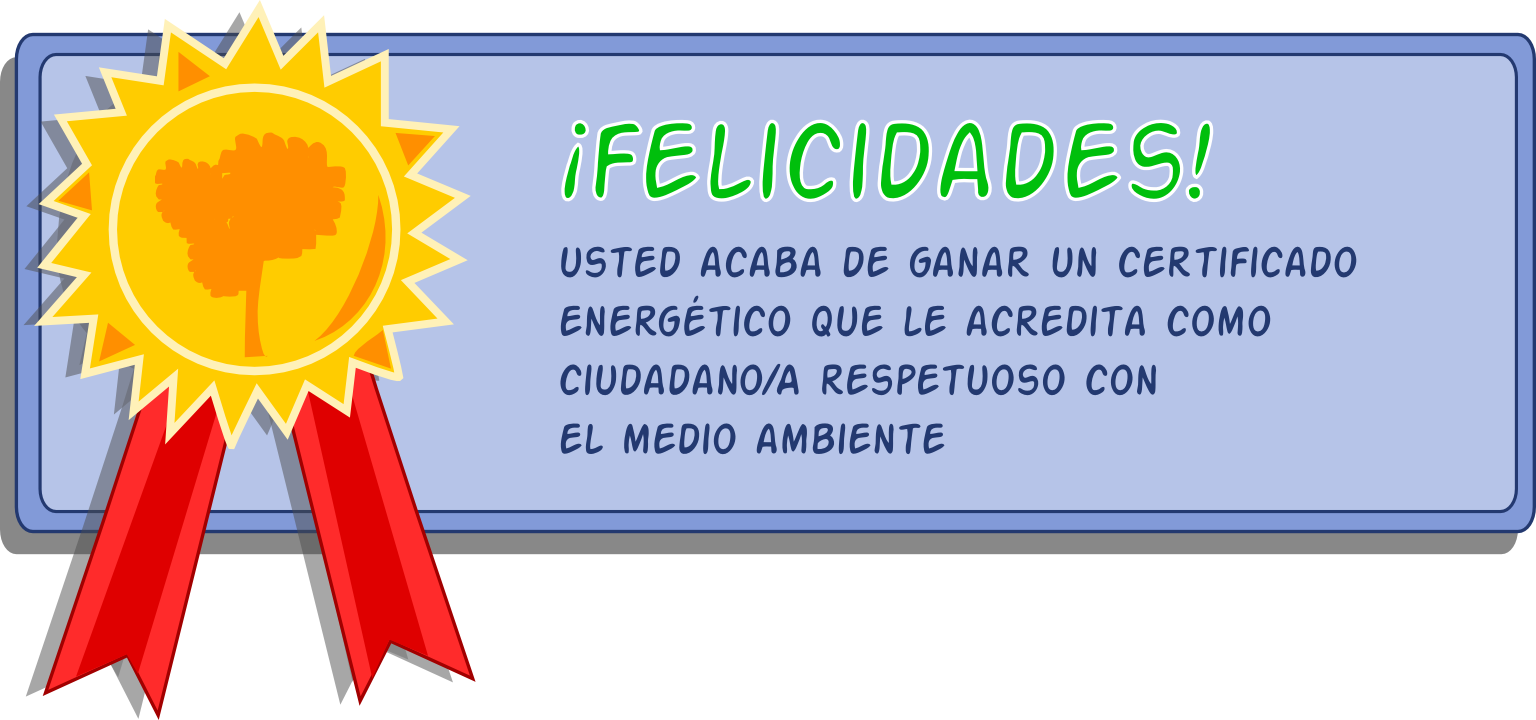 ¡FELICIDADES!
USTED ACABA DE GANAR UN CERTIFICADO
ENERGÉTICO QUE LE ACREDITA COMO
CIUDADANO/A RESPETUOSO CON
EL MEDIO AMBIENTE